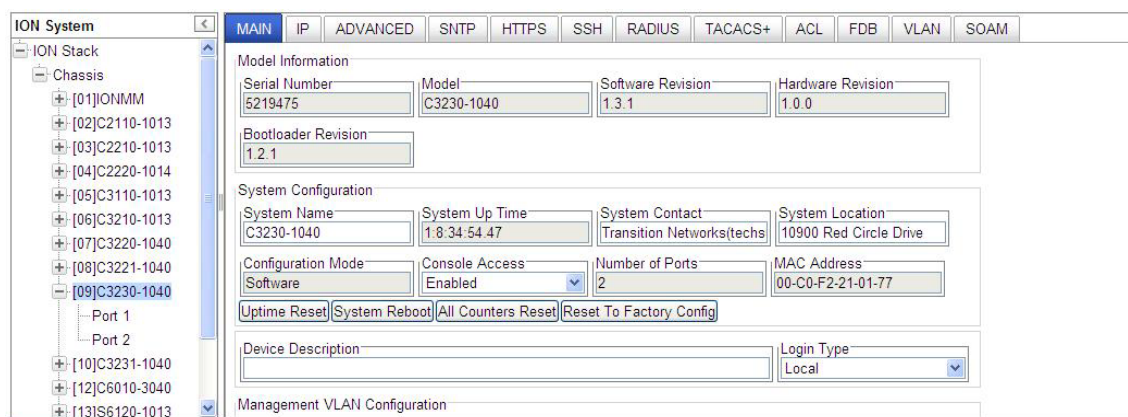 ION System
ION Stack
Chassis
[01]IONMM
[02]C2110-1013
[03]C2210-1013
[04]C2220-1014
[05]C3110-1013
[06]C3210-1013
[07]C3220-1040
[08]C3221-1040
[09]C3230-1040
Port 1
Port 2
[10]C3231-1040
[12]C6010-3040
[13]S6120-1013
MAIN IP ADVANCED SNTP HTTPS SSH RADIUS TACACS+ ACL FDB VLAN SOAM
Model Information
Serial Number Model Software Revision Hardware Revision
5219475 C3230-1040 1.3.1 1.0.0
Bootloader Revision
1.2.1
System Configuration
System Name System Up Time System Contact System Location
C3230-1040 1:8:34:54.47 Transition Networks(techs 10900 Red Circle Drive
Configuration Mode Console Access Number of Ports MAC Address
Software Enabled 2 00-C0-F2-21-01-77
Uptime Reset System Reboot All Counters Reset Reset To Factory Config
Device Description Login Type
Local
Management VLAN Configuration